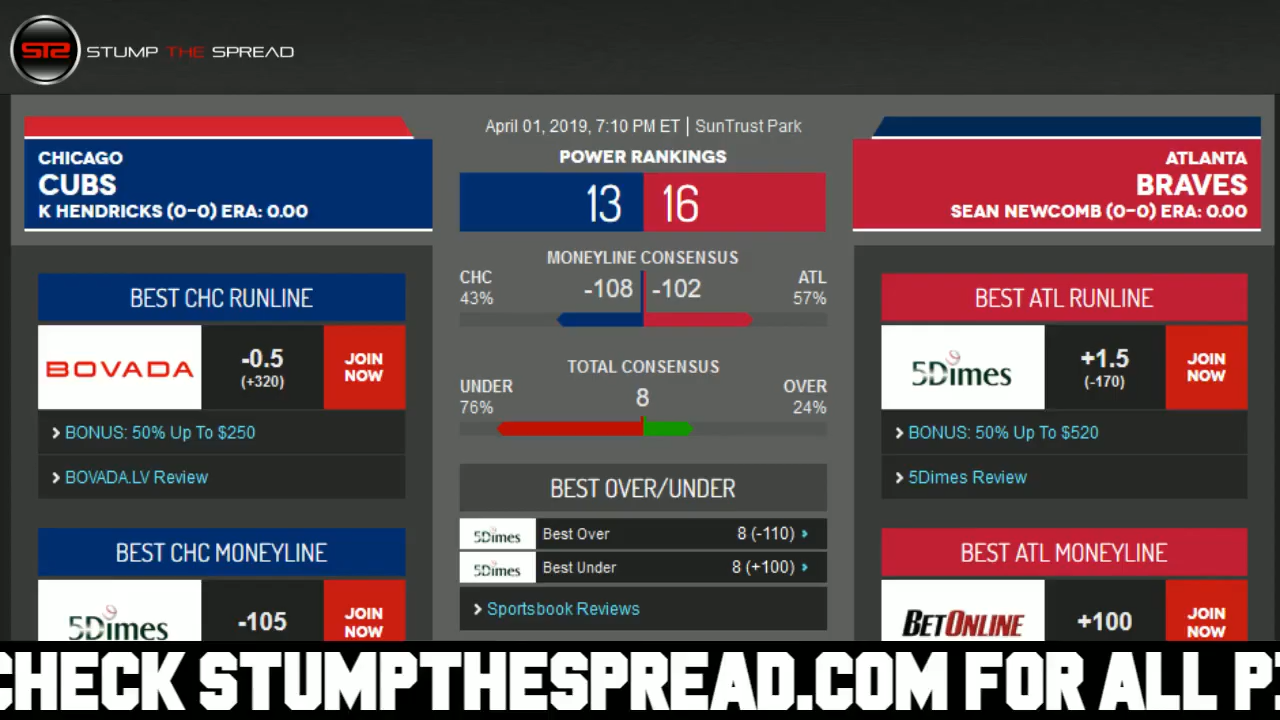 STS STUMP THE SPREAD
April 01, 2019, 7:10 PM ET | SunTrust Park
CHICAGO
CUBS
K HENDRICKS (0-0) ERA: 0.00
POWER RANKINGS
13 16
ATLANTA
BRAVES
SEAN NEWCOMB (0-0) ERA: 0.00
MONEYLINE CONSENSUS
CHC -108 -102 ATL
43% 57%
TOTAL CONSENSUS
UNDER 8 OVER
76% 24%
BEST CHC RUNLINE
BOVADA -0.5 JOIN
(+320) NOW
BONUS: 50% Up To $250
BOVADA.LV Review
BEST CHC MONEYLINE
5Dimes -105 JOIN
NOW
BEST OVER/UNDER
5Dimes Best Over 8 (-110)
5Dimes Best Under 8 (+100)
Sportsbook Reviews
BEST ATL RUNLINE
5Dimes +1.5 JOIN
(-170) NOW
BONUS: 50% Up To $520
5Dimes Review
BEST ATL MONEYLINE
BETONLINE +100 JOIN
NOW
CHECK STUMPTHESPREAD.COM FOR ALL